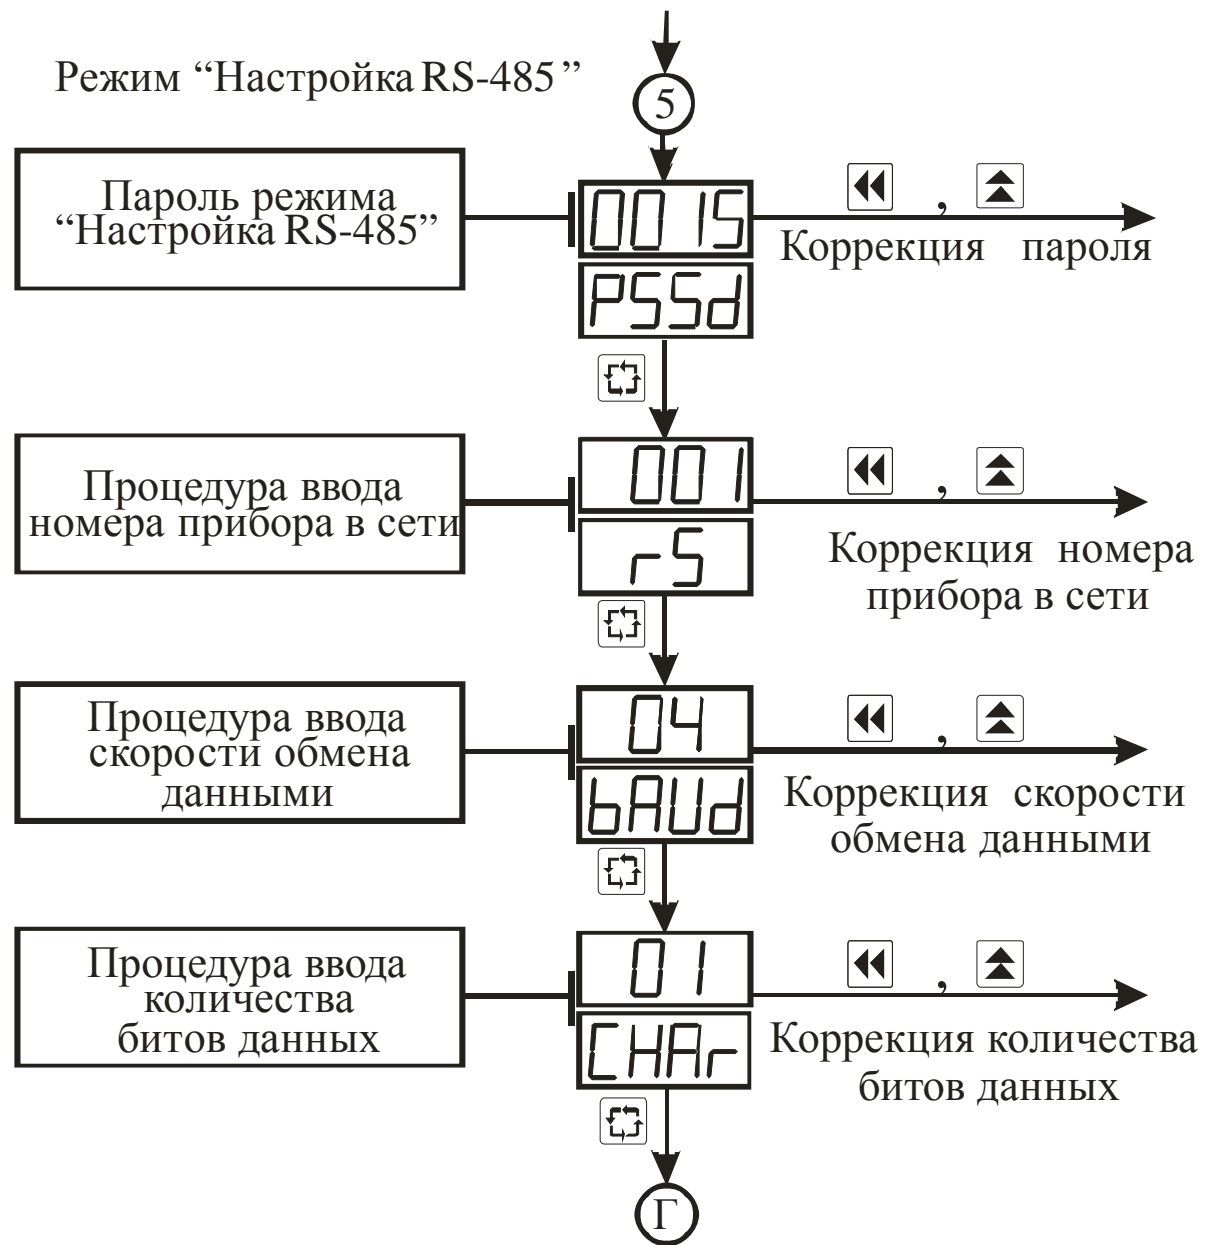 Режим “Настройка RS-485”
5
Пароль режима
“Настройка RS-485”
0015
PSSd
,
Коррекция пароля
Процедура ввода
номера прибора в сети
001
rS
,
Коррекция номера
прибора в сети
Процедура ввода
скорости обмена
данными
04
bAUd
,
Коррекция скорости
обмена данными
Процедура ввода
количества
битов данных
01
CHAr
,
Коррекция количества
битов данных
Г